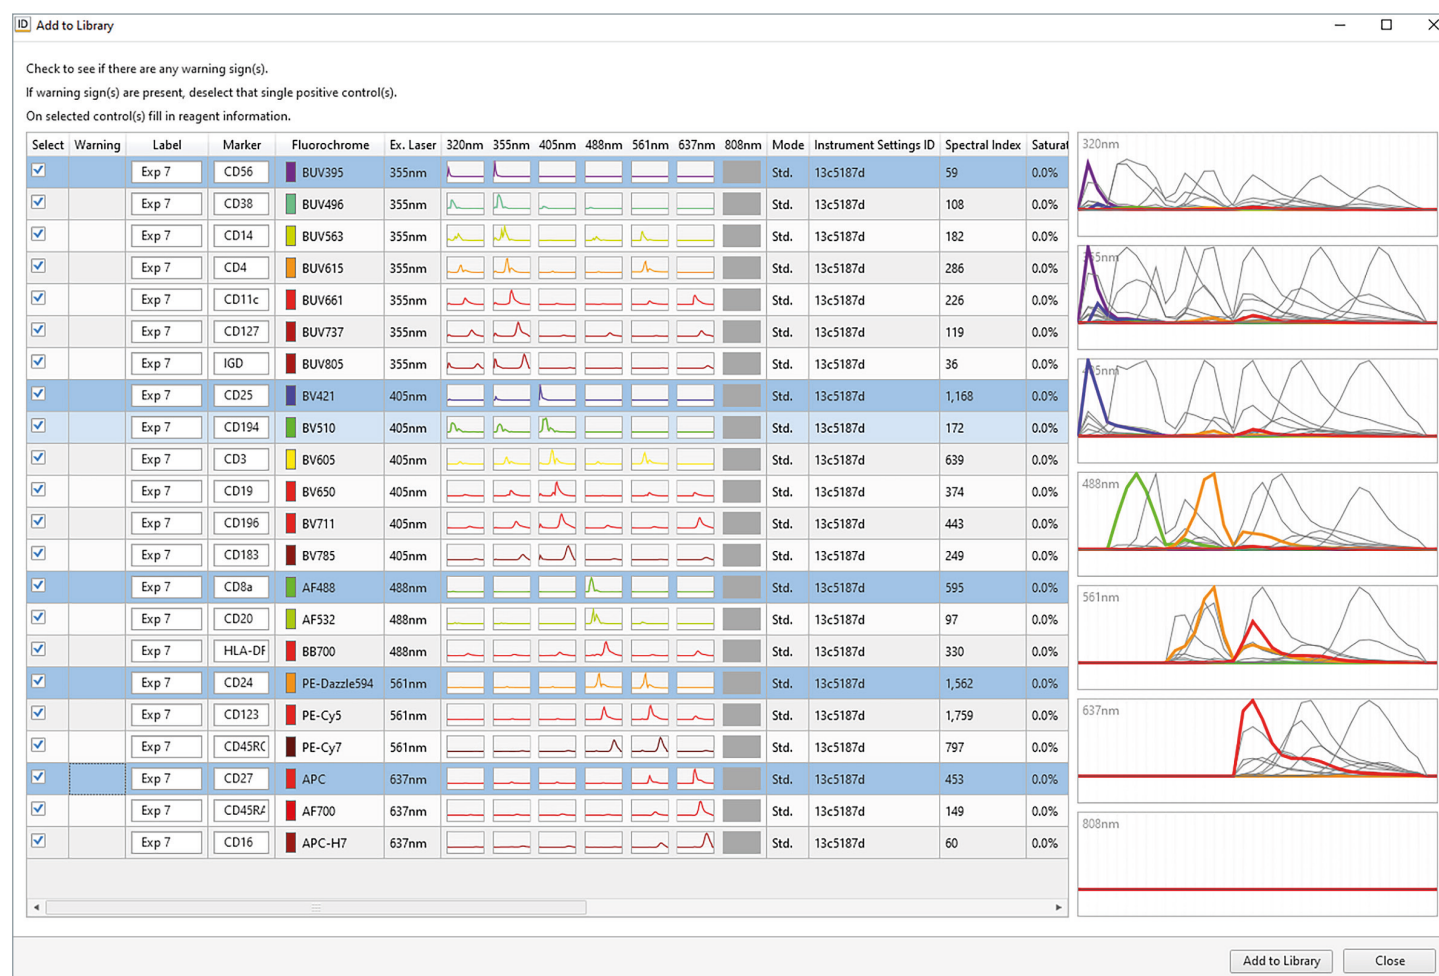 ID Add to Library
Check to see if there are any warning sign(s).
If warning sign(s) are present, deselect that single positive control(s).
On selected control(s) fill in reagent information.
Select Warning Label Marker Fluorochrome Ex. Laser 320nm 355nm 405nm 488nm 561nm 637nm 808nm Mode Instrument Settings ID Spectral Index Saturat
Exp 7 CD56 BUV395 355nm Std. 13c5187d 59 0.0%
Exp 7 CD38 BUV496 355nm Std. 13c5187d 108 0.0%
Exp 7 CD14 BUV563 355nm Std. 13c5187d 182 0.0%
Exp 7 CD4 BUV615 355nm Std. 13c5187d 286 0.0%
Exp 7 CD11c BUV661 355nm Std. 13c5187d 226 0.0%
Exp 7 CD127 BUV737 355nm Std. 13c5187d 119 0.0%
Exp 7 IGD BUV805 355nm Std. 13c5187d 36 0.0%
Exp 7 CD25 BV421 405nm Std. 13c5187d 1,168 0.0%
Exp 7 CD194 BV510 405nm Std. 13c5187d 172 0.0%
Exp 7 CD3 BV605 405nm Std. 13c5187d 639 0.0%
Exp 7 CD19 BV650 405nm Std. 13c5187d 374 0.0%
Exp 7 CD196 BV711 405nm Std. 13c5187d 443 0.0%
Exp 7 CD183 BV785 405nm Std. 13c5187d 249 0.0%
Exp 7 CD8a AF488 488nm Std. 13c5187d 595 0.0%
Exp 7 CD20 AF532 488nm Std. 13c5187d 97 0.0%
Exp 7 HLA-DF BB700 488nm Std. 13c5187d 330 0.0%
Exp 7 CD24 PE-Dazzle594 561nm Std. 13c5187d 1,562 0.0%
Exp 7 CD123 PE-Cy5 561nm Std. 13c5187d 1,759 0.0%
Exp 7 CD45RC PE-Cy7 561nm Std. 13c5187d 797 0.0%
Exp 7 CD27 APC 637nm Std. 13c5187d 453 0.0%
Exp 7 CD45RA AF700 637nm Std. 13c5187d 149 0.0%
Exp 7 CD16 APC-H7 637nm Std. 13c5187d 60 0.0%
320nm
355nm
405nm
488nm
561nm
637nm
808nm
Add to Library Close